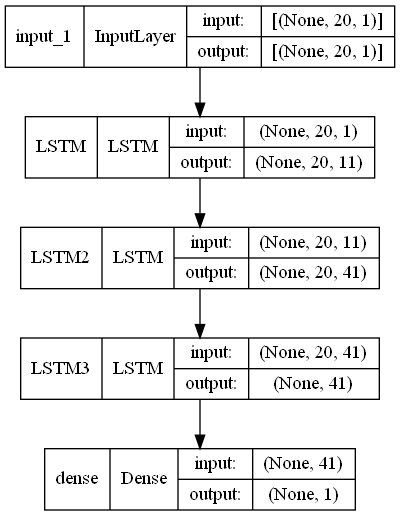 input_1 InputLayer input: [(None, 20, 1)]
output: [(None, 20, 1)]
LSTM LSTM input: (None, 20, 1)
output: (None, 20, 11)
LSTM2 LSTM input: (None, 20, 11)
output: (None, 20, 41)
LSTM3 LSTM input: (None, 20, 41)
output: (None, 41)
dense Dense input: (None, 41)
output: (None, 1)